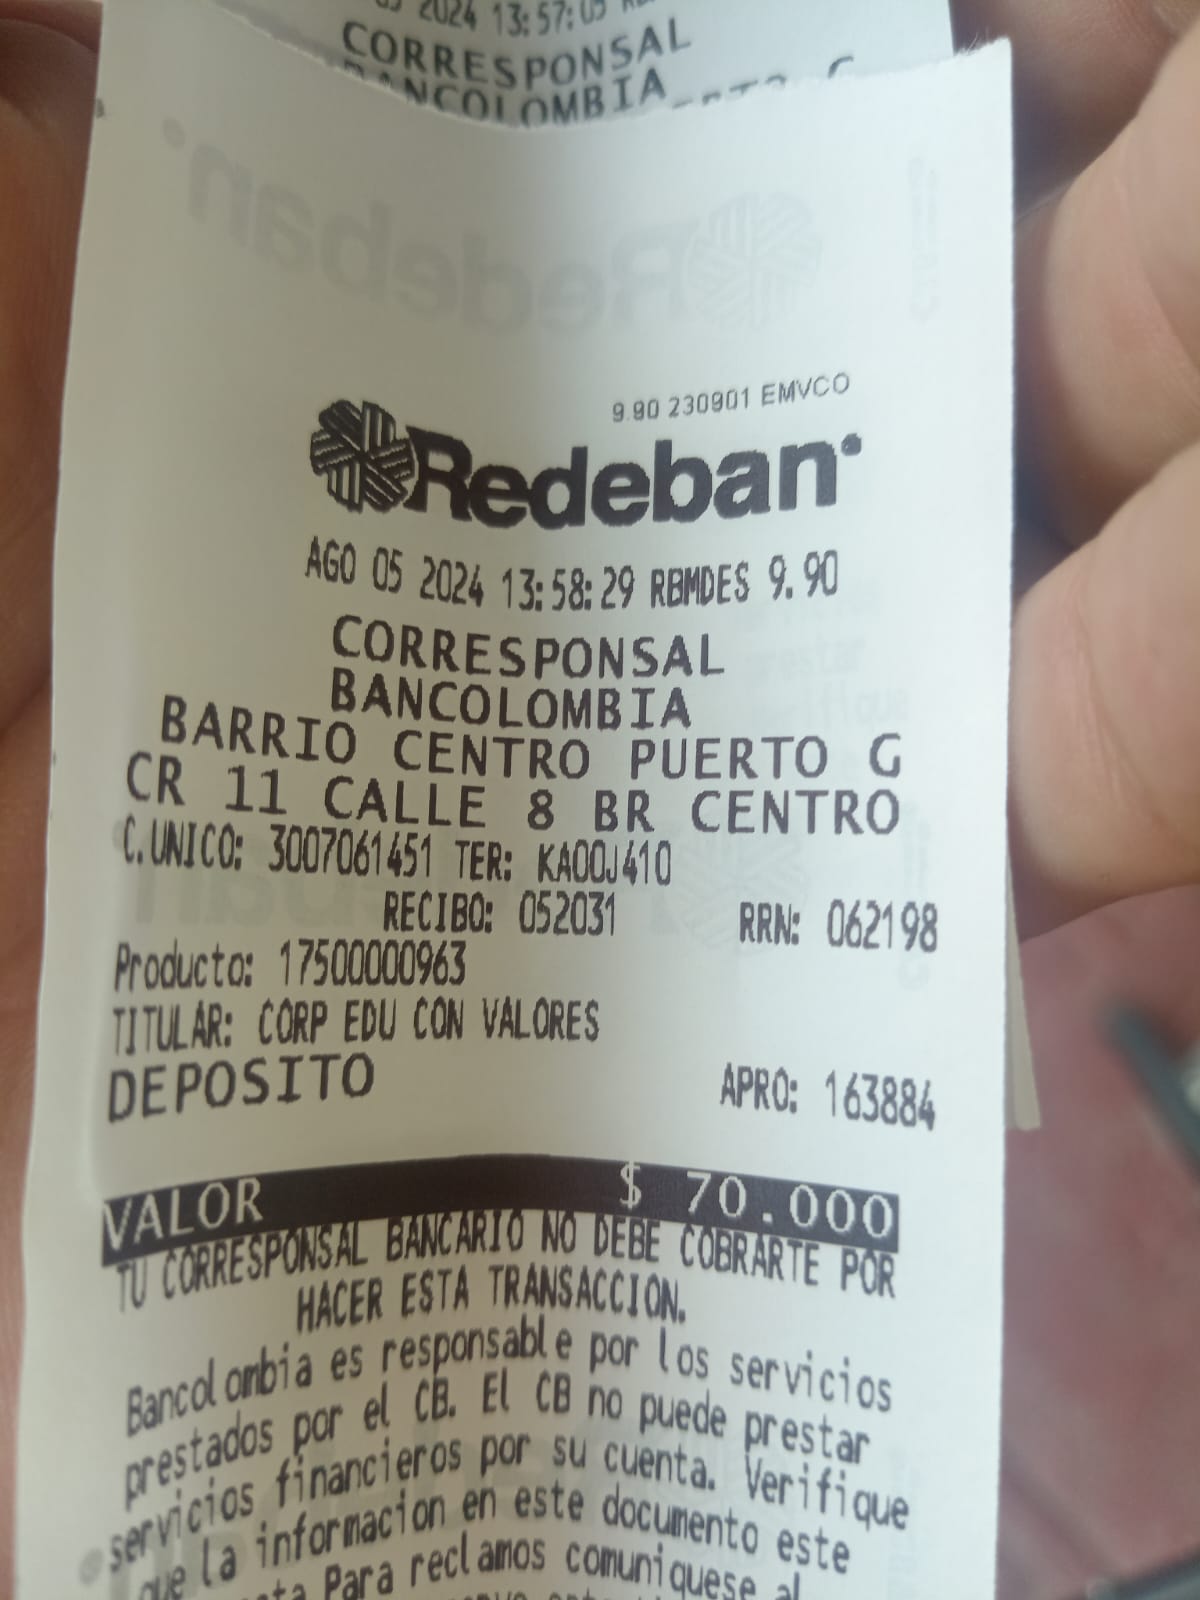 2024 13:57:05
CORRESPONSAL
BANCOLOMBIA
Redeban
9.90 230901 EMVCO
Redeban
AGO 05 2024 13:58:29 RBMDES 9.90
CORRESPONSAL
BANCOLOMBIA
BARRIO CENTRO PUERTO G
CR 11 CALLE 8 BR CENTRO
C.UNICO: 3007061451 TER: KA00J410
RECIBO: 052031 RRN: 062198
Producto: 17500000963
TITULAR: CORP EDU CON VALORES
DEPOSITO APRO: 163884
VALOR $ 70.000
TU CORRESPONSAL BANCARIO NO DEBE COBRARTE POR
HACER ESTA TRANSACCION.
Bancolombia es responsable por los servicios
prestados por el CB. El CB no puede prestar
servicios financieros por su cuenta. Verifique
que la informacion en este documento este
Para reclamos comuniquese al